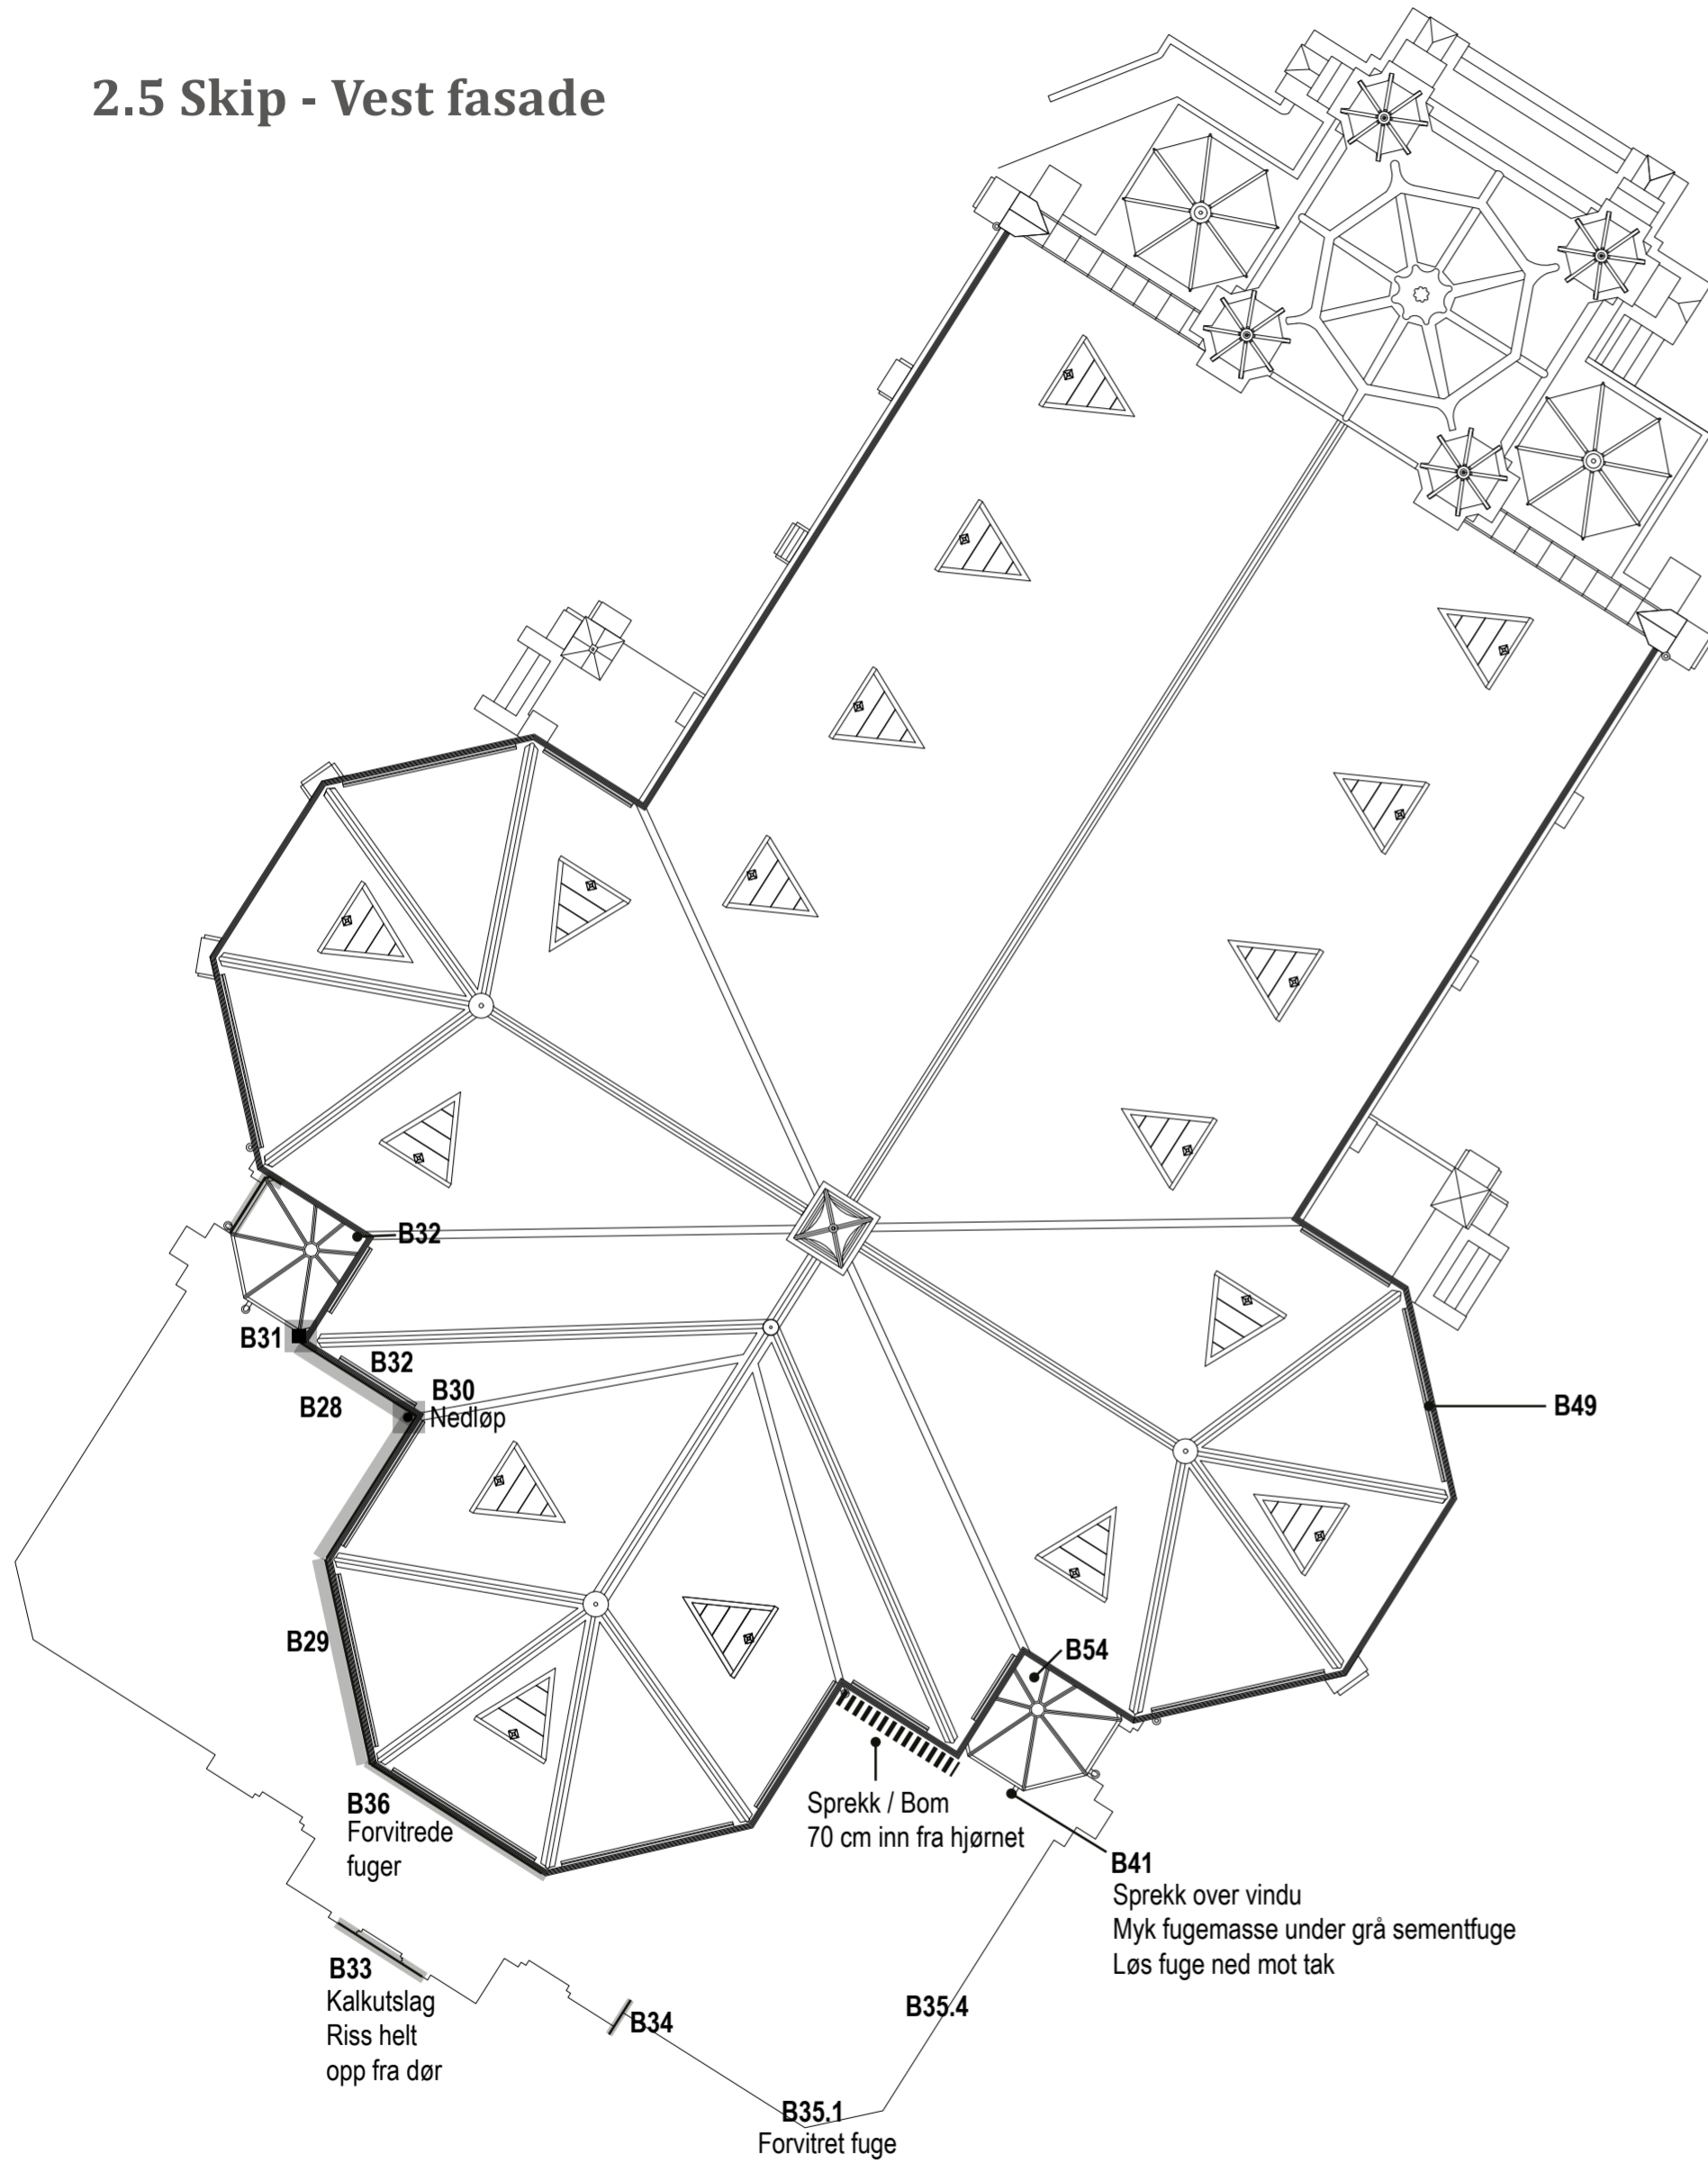 2.5 Skip - Vest fasade
B32
B31
B32
B30
B28
Nedløp
B49
B29
B54
B36
Forvitrede
fuger
Sprekk / Bom
70 cm inn fra hjørnet
B41
Sprekk over vindu
Myk fugemasse under grå sementfuge
Løs fuge ned mot tak
B33
Kalkutslag
Riss helt
opp fra dør
B34
B35.4
B35.1
Forvitret fuge